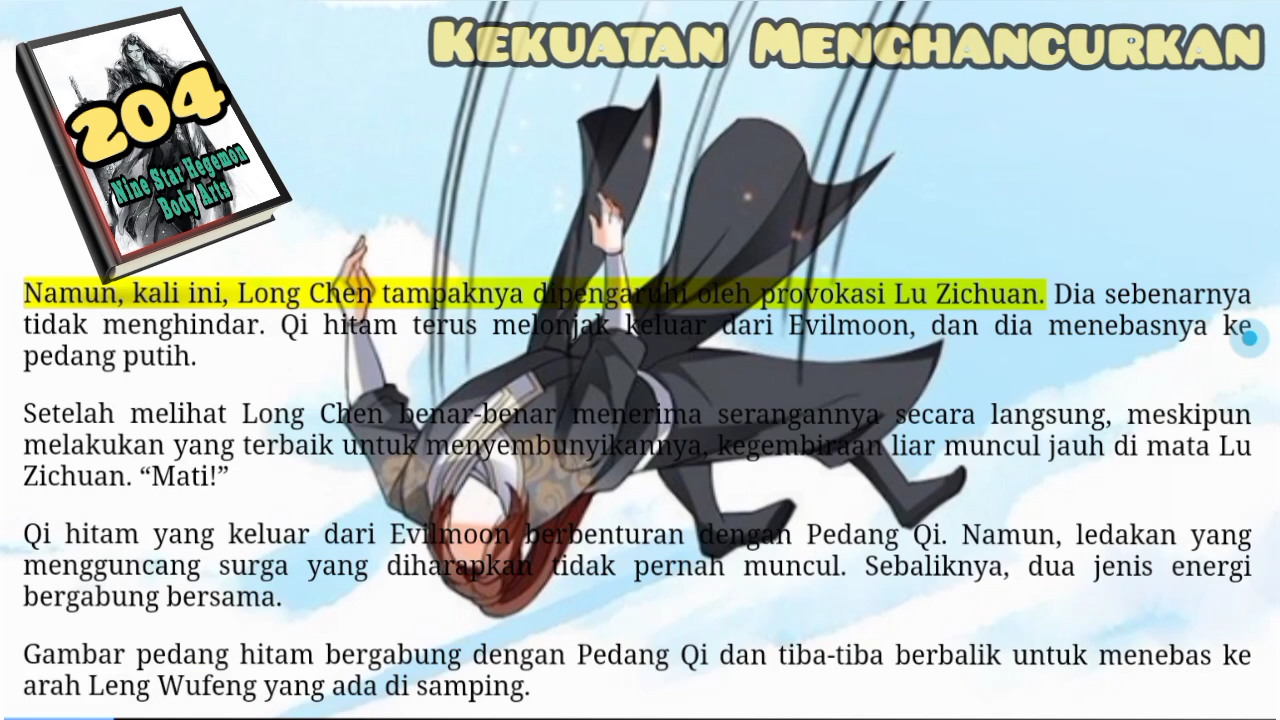 KEKUATAN MENGHANCURKAN
204
Nine Star Hegemon
Body Arts
Namun, kali ini, Long Chen tampaknya dipengaruhi oleh provokasi Lu Zichuan. Dia sebenarnya
tidak menghindar. Qi hitam terus melonjak keluar dari Evilmoon, dan dia menebasnya ke
pedang putih.
Setelah melihat Long Chen benar-benar menerima serangannya secara langsung, meskipun
melakukan yang terbaik untuk menyembunyikannya, kegembiraan liar muncul jauh di mata Lu
Zichuan. “Mati!”
Qi hitam yang keluar dari Evilmoon berbenturan dengan Pedang Qi. Namun, ledakan yang
mengguncang surga yang diharapkan tidak pernah muncul. Sebaliknya, dua jenis energi
bergabung bersama.
Gambar pedang hitam bergabung dengan Pedang Qi dan tiba-tiba berbalik untuk menebas ke
arah Leng Wufeng yang ada di samping.